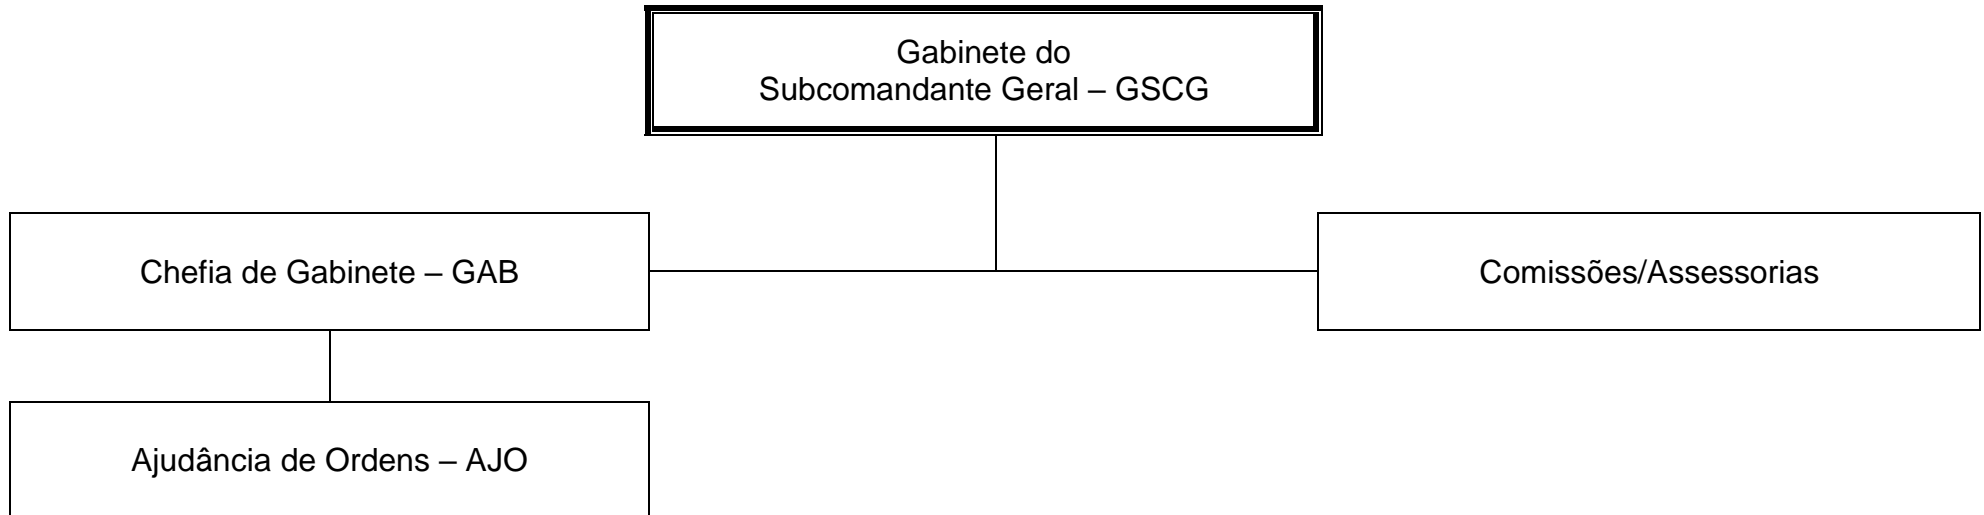 Gabinete do
Subcomandante Geral – GSCG
Chefia de Gabinete – GAB
Comissões/Assessorias
Ajudância de Ordens – AJO